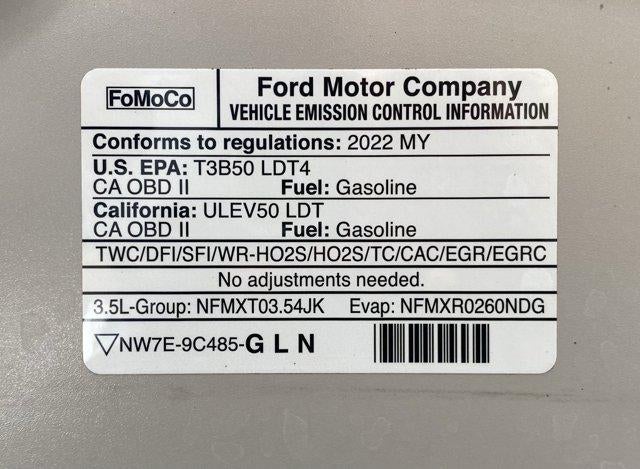 FoMoCo
Ford Motor Company
VEHICLE EMISSION CONTROL INFORMATION
Conforms to regulations: 2022 MY
U.S. EPA: T3B50 LDT4
CA OBD II Fuel: Gasoline
California: ULEV50 LDT
CA OBD II Fuel: Gasoline
TWC/DFI/SFI/WR-HO2S/HO2S/TC/CAC/EGR/EGRC
No adjustments needed.
3.5L-Group: NFMXT03.54JK Evap: NFMXR0260NDG
▽NW7E-9C485-G L N